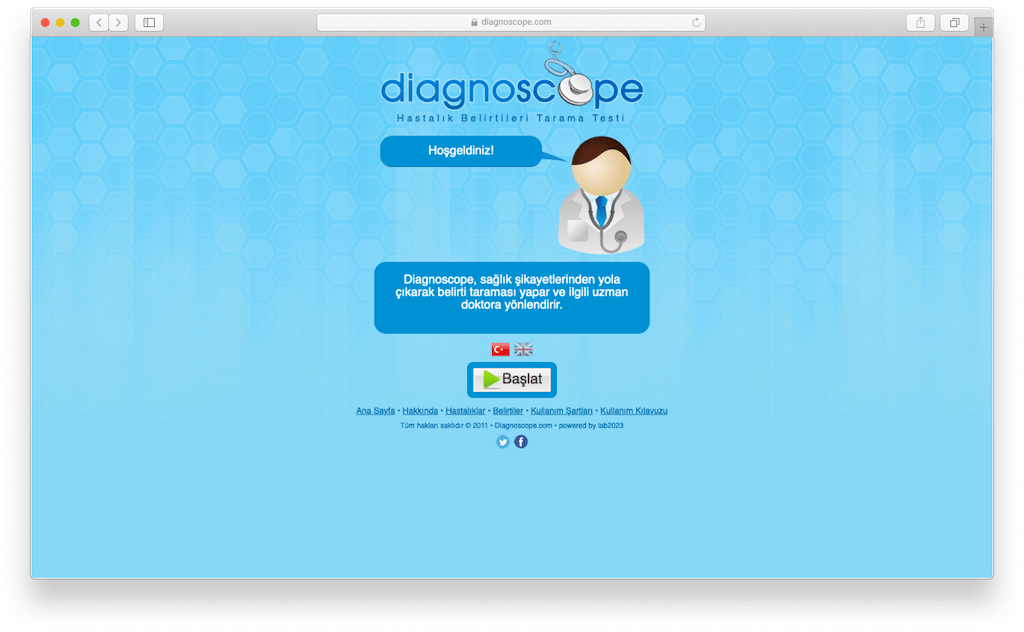 diagnoscope.com
diagnoscope
Hastalık Belirtileri Tarama Testi
Hoşgeldiniz!
Diagnoscope, sağlık şikayetlerinden yola
çıkarak belirti taraması yapar ve ilgili uzman
doktora yönlendirir.
Başlat
Ana Sayfa • Hakkında • Hastalıklar • Belirtiler • Kullanım Şartları • Kullanım Kılavuzu
Tüm hakları saklıdır © 2011 • Diagnoscope.com • powered by lab2023